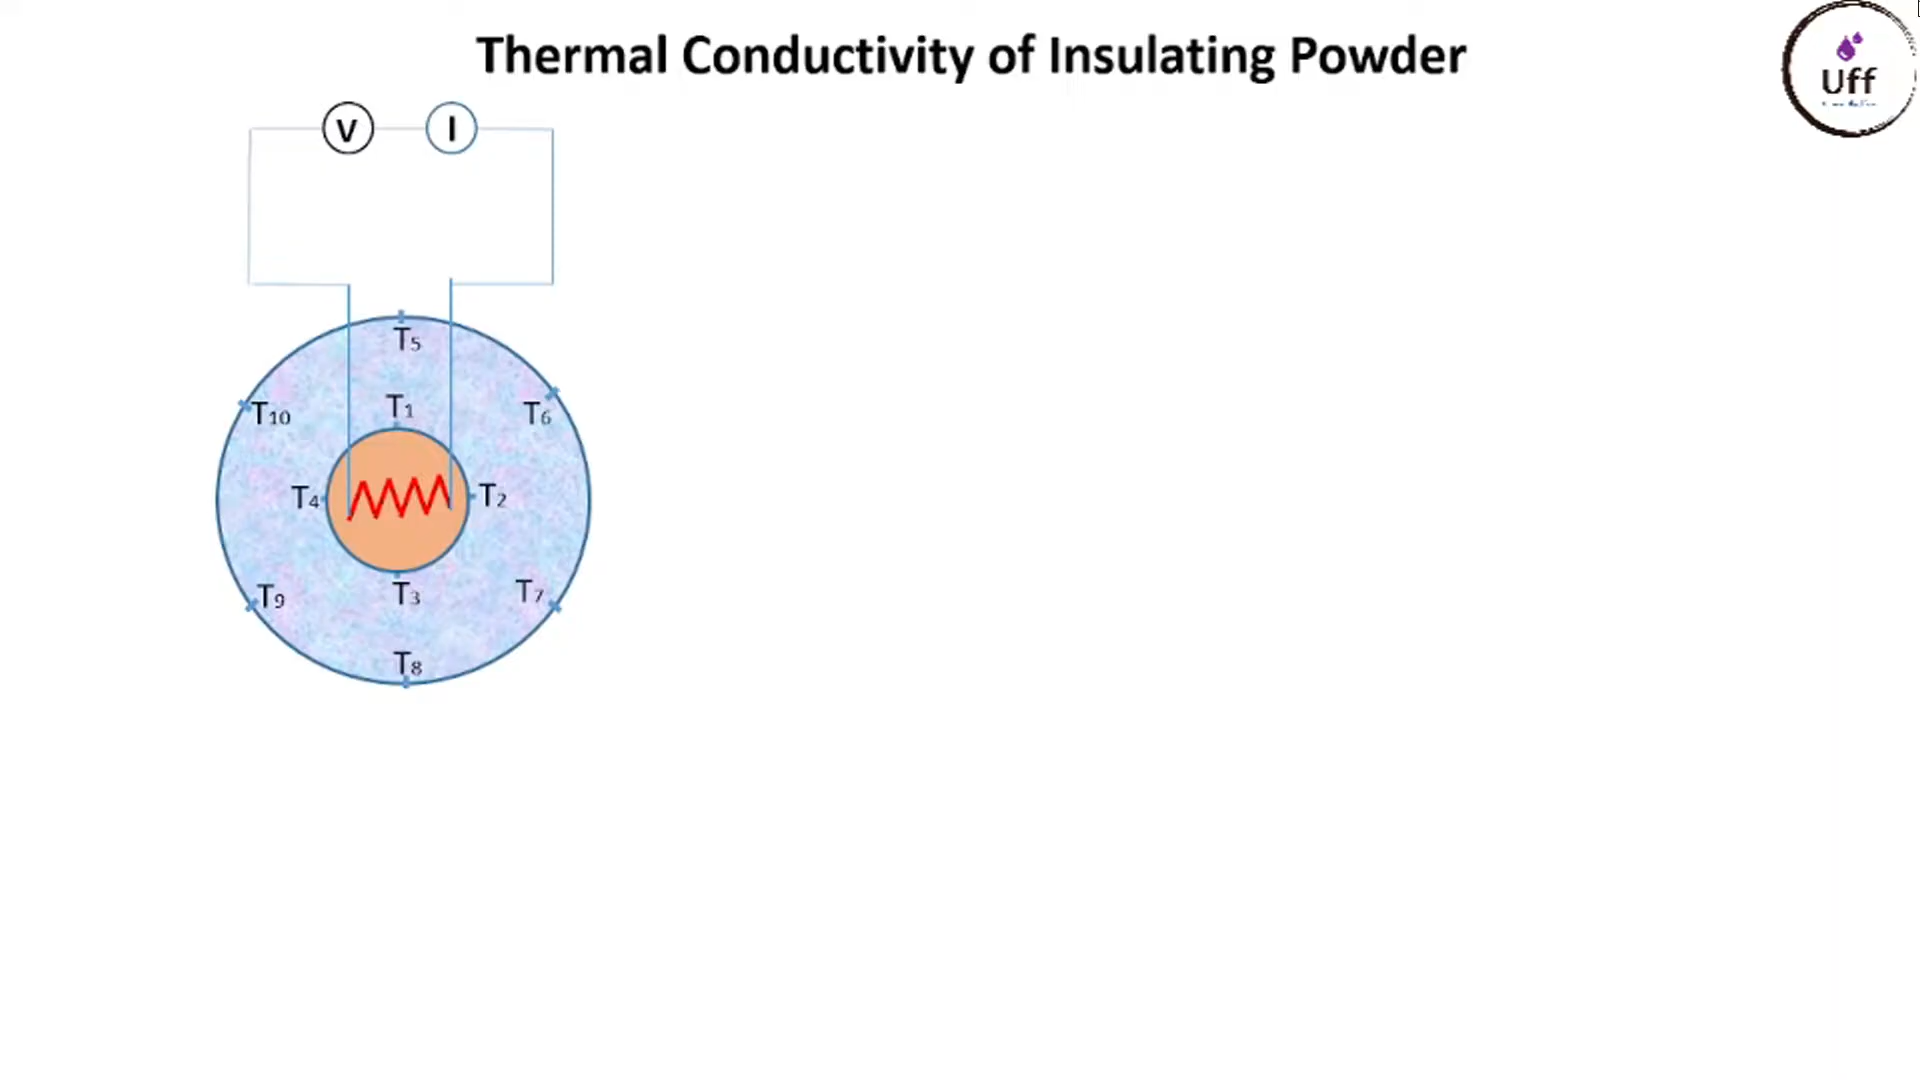 Thermal Conductivity of Insulating Powder
Uff
V I
T5
T10 T1 T6
T4 T2
T9 T3 T7
T8